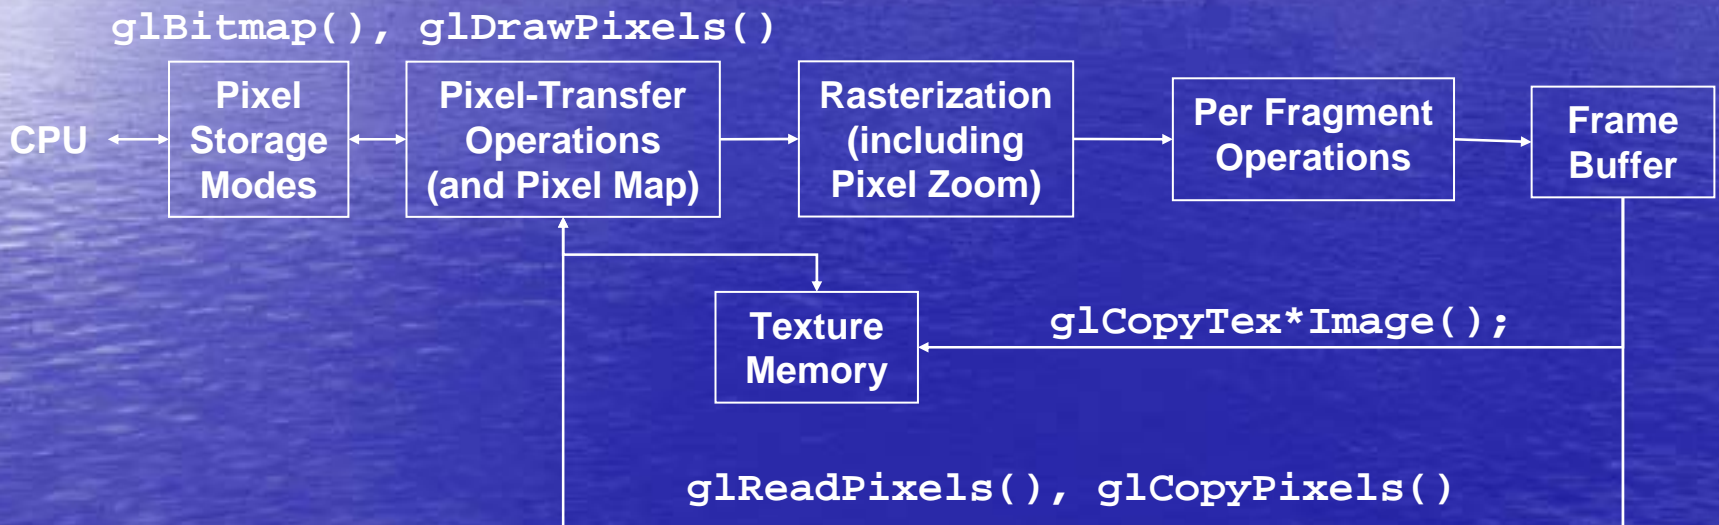 glBitmap(), glDrawPixels()
CPU
Pixel
Storage
Modes
Pixel-Transfer
Operations
(and Pixel Map)
Rasterization
(including
Pixel Zoom)
Per Fragment
Operations
Frame
Buffer
Texture
Memory
glCopyTex*Image();
glReadPixels(), glCopyPixels()